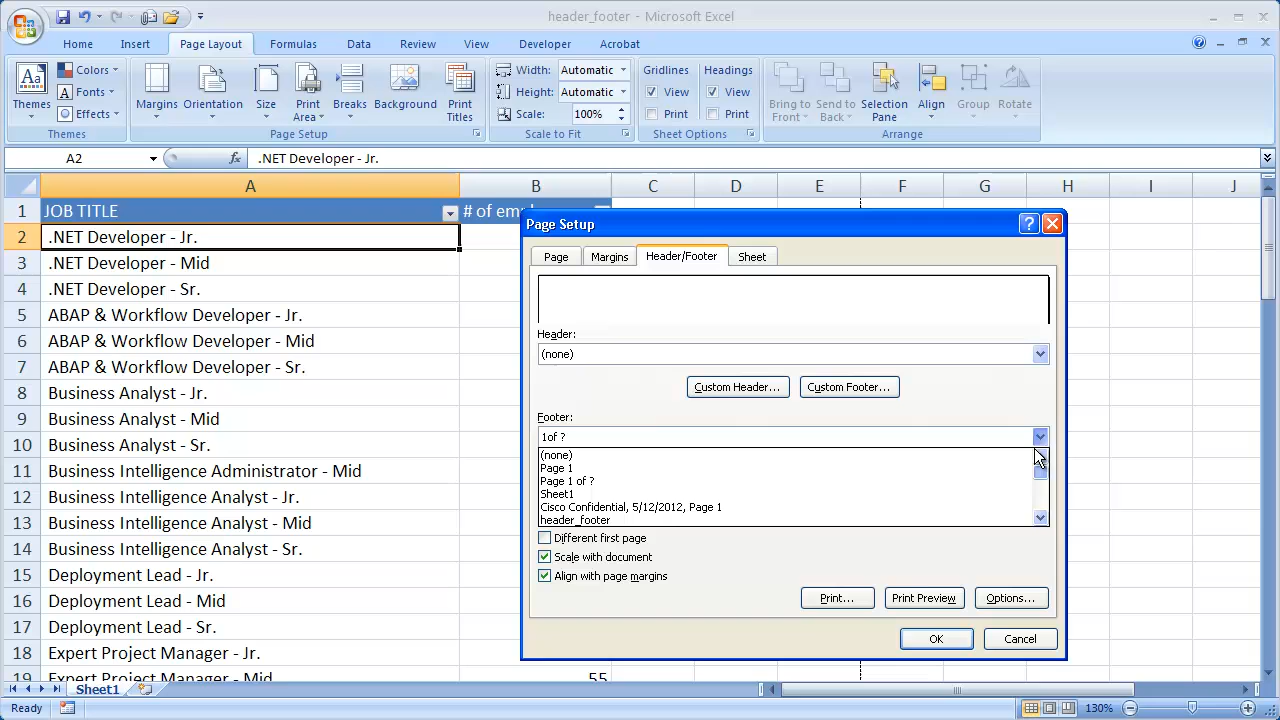 header_footer - Microsoft Excel
Home Insert Page Layout Formulas Data Review View Developer Acrobat
Aa
Themes
Colors
Fonts
Effects
Themes
Margins
Orientation
Size
Print Area
Breaks
Background
Print Titles
Page Setup
Width: Automatic
Height: Automatic
Scale: 100%
Scale to Fit
Gridlines
View
Print
Headings
View
Print
Sheet Options
Bring to Front
Send to Back
Selection Pane
Align
Group
Rotate
Arrange
A2 fx .NET Developer - Jr.
A B C D E F G H I J
1 JOB TITLE # of emp
2 .NET Developer - Jr.
3 .NET Developer - Mid
4 .NET Developer - Sr.
5 ABAP & Workflow Developer - Jr.
6 ABAP & Workflow Developer - Mid
7 ABAP & Workflow Developer - Sr.
8 Business Analyst - Jr.
9 Business Analyst - Mid
10 Business Analyst - Sr.
11 Business Intelligence Administrator - Mid
12 Business Intelligence Analyst - Jr.
13 Business Intelligence Analyst - Mid
14 Business Intelligence Analyst - Sr.
15 Deployment Lead - Jr.
16 Deployment Lead - Mid
17 Deployment Lead - Sr.
18 Expert Project Manager - Jr.
19 Expert Project Manager - Mid 55
Page Setup ?
Page Margins Header/Footer Sheet
Header:
(none)
Custom Header... Custom Footer...
Footer:
1of ?
(none)
Page 1
Page 1 of ?
Sheet1
Cisco Confidential, 5/12/2012, Page 1
header_footer
Different first page
Scale with document
Align with page margins
Print... Print Preview Options...
OK Cancel
Sheet1
Ready 130%